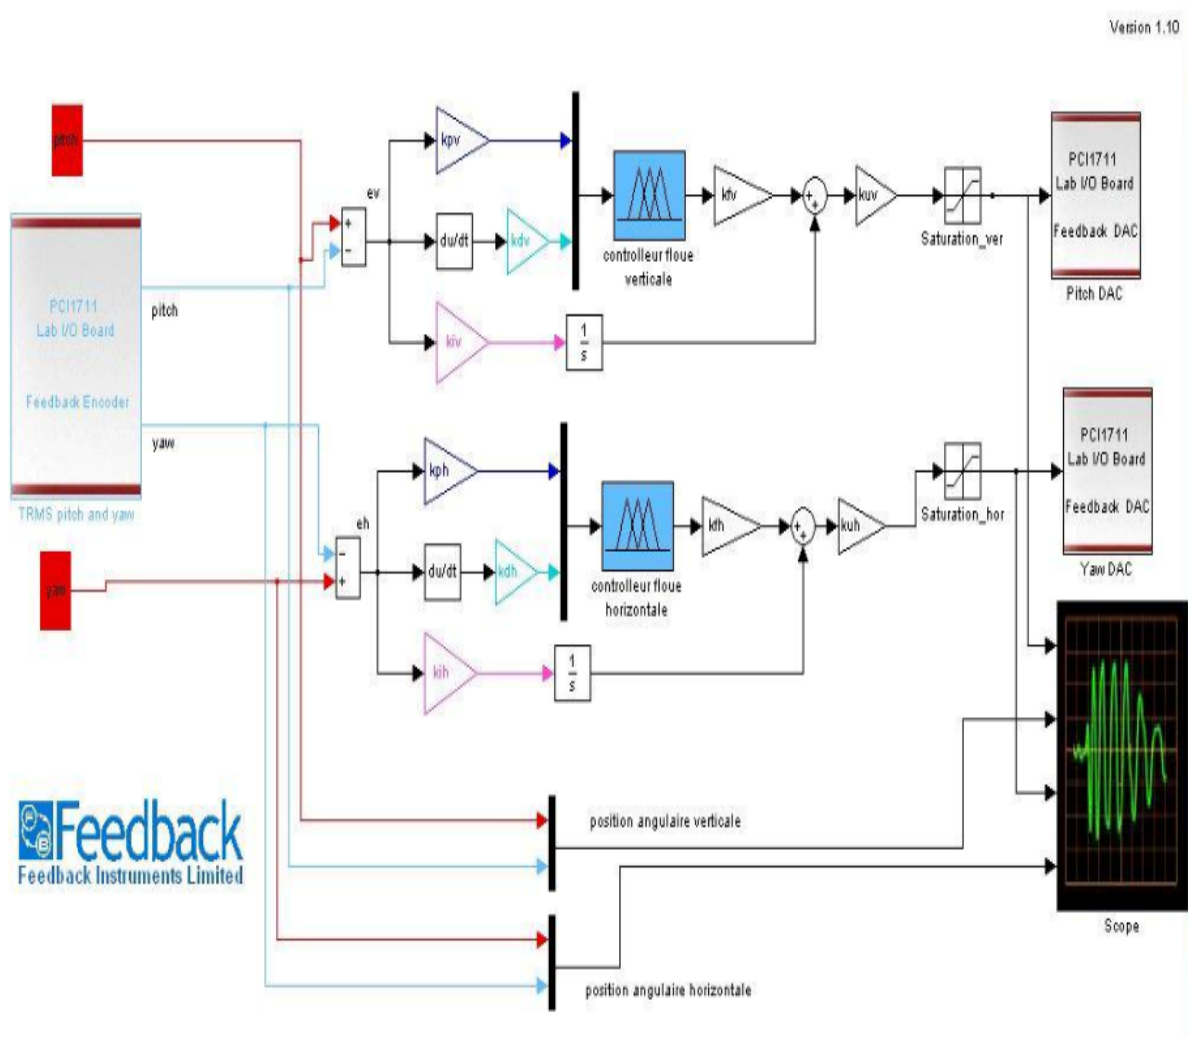 Version 1.10
pitch
kpv
PCI1711
Lab I/O Board
Feedback DAC
Pitch DAC
ev
+
−
du/dt
kdv
controlleur floue
verticale
kfv
+
+
kuv
Saturation_ver
PCI1711
Lab I/O Board
Feedback Encoder
TRMS pitch and yaw
pitch
yaw
kiv
1
s
kph
PCI1711
Lab I/O Board
Feedback DAC
Yaw DAC
eh
−
+
du/dt
kdh
controlleur floue
horizontale
kfh
+
+
kuh
Saturation_hor
yaw
kih
1
s
Feedback
Feedback Instruments Limited
position angulaire verticale
position angulaire horizontale
Scope